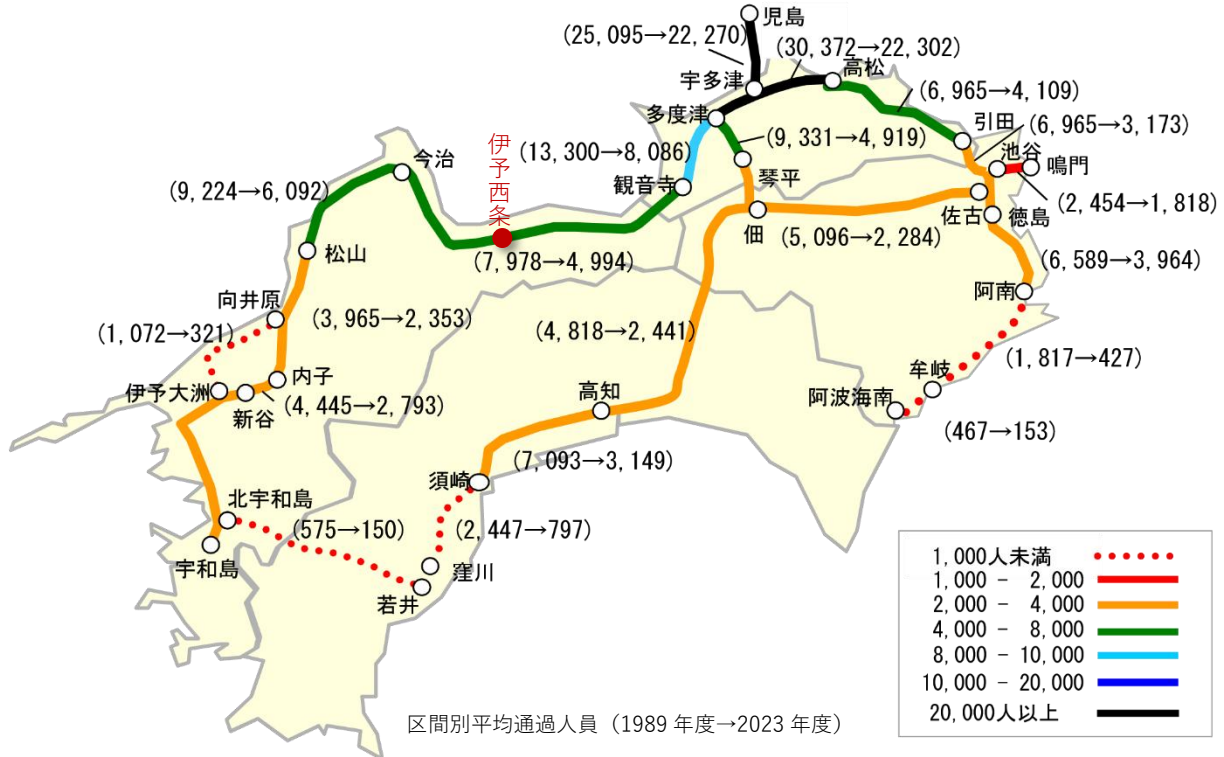 児島
(25,095→22,270)
(30,372→22,302)
宇多津
高松
(6,965→4,109)
多度津
引田
(9,331→4,919)
(6,965→3,173)
池谷
鳴門
伊予西条
(13,300→8,086)
今治
観音寺
琴平
(2,454→1,818)
(9,224→6,092)
佐古
徳島
佃
(5,096→2,284)
松山
(7,978→4,994)
(6,589→3,964)
阿南
向井原
(1,072→321)
(3,965→2,353)
(4,818→2,441)
(1,817→427)
牟岐
内子
伊予大洲
新谷
(4,445→2,793)
高知
阿波海南
(467→153)
(7,093→3,149)
須崎
北宇和島
(575→150)
(2,447→797)
宇和島
窪川
若井
1,000人未満
1,000 - 2,000
2,000 - 4,000
4,000 - 8,000
8,000 - 10,000
10,000 - 20,000
20,000人以上
区間別平均通過人員（1989 年度→2023 年度）